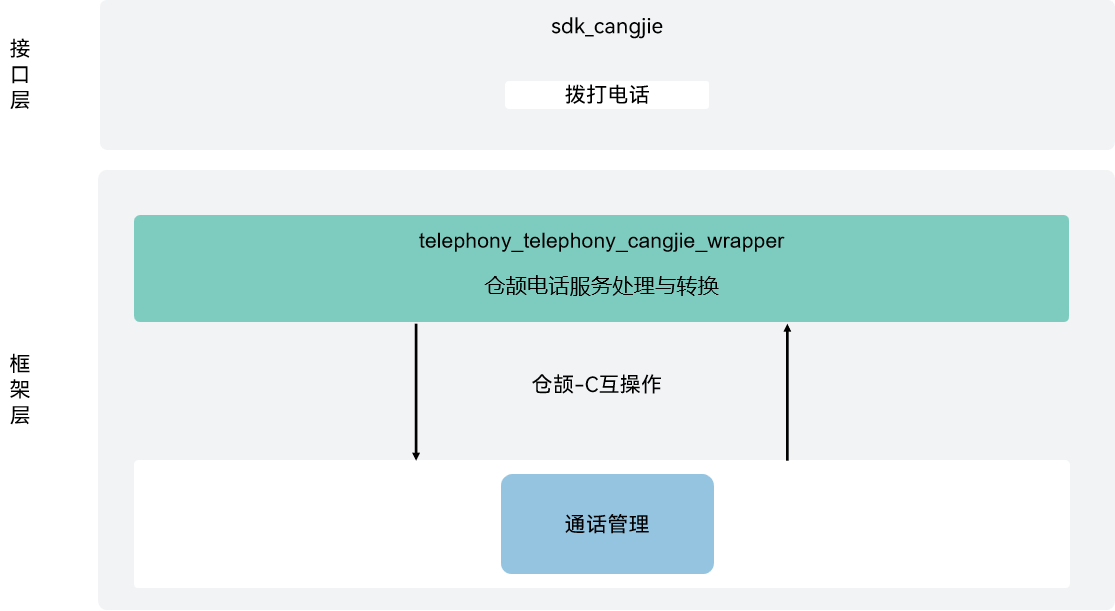 接口层
sdk_cangjie
拨打电话
框架层
telephony_telephony_cangjie_wrapper
仓颉电话服务处理与转换
仓颉-C互操作
通话管理